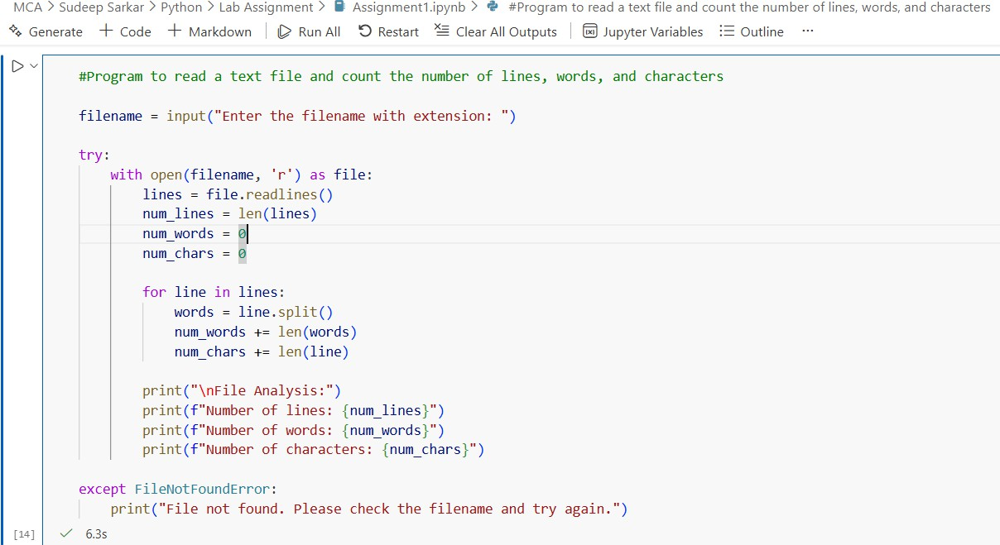 MCA > Sudeep Sarkar > Python > Lab Assignment > Assignment1.ipynb > #Program to read a text file and count the number of lines, words, and characters
Generate + Code + Markdown | Run All Restart Clear All Outputs | Jupyter Variables Outline ...
#Program to read a text file and count the number of lines, words, and characters

filename = input("Enter the filename with extension: ")

try:
    with open(filename, 'r') as file:
        lines = file.readlines()
        num_lines = len(lines)
        num_words = 0
        num_chars = 0

        for line in lines:
            words = line.split()
            num_words += len(words)
            num_chars += len(line)

        print("\nFile Analysis:")
        print(f"Number of lines: {num_lines}")
        print(f"Number of words: {num_words}")
        print(f"Number of characters: {num_chars}")

except FileNotFoundError:
    print("File not found. Please check the filename and try again.")
[14] ✓ 6.3s